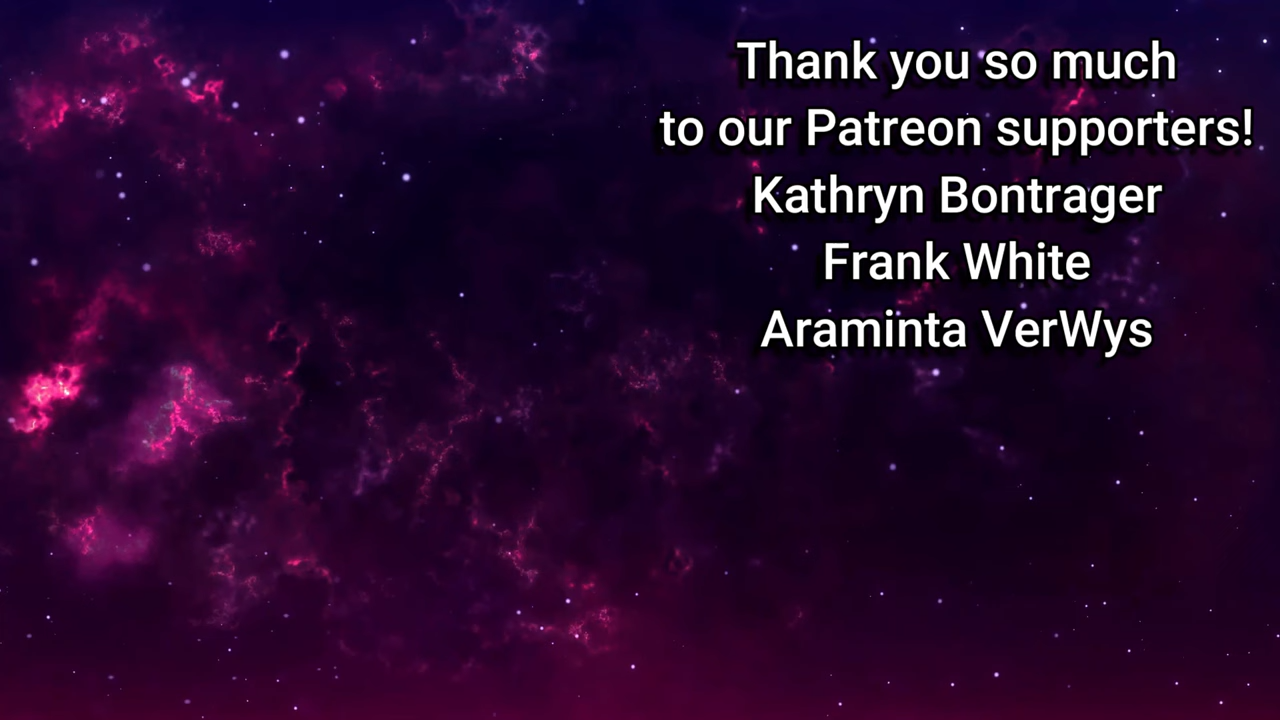 Thank you so much
to our Patreon supporters!
Kathryn Bontrager
Frank White
Araminta VerWys